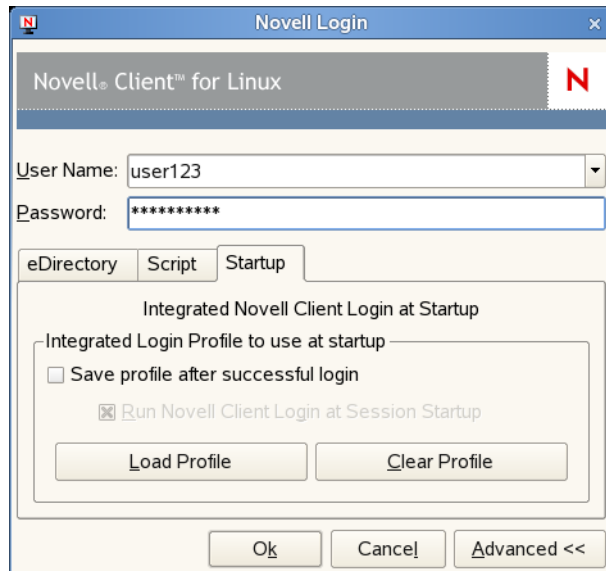 Novell Login
Novell® Client™ for Linux
N
User Name: user123
Password: **********
eDirectory Script Startup
Integrated Novell Client Login at Startup
Integrated Login Profile to use at startup
Save profile after successful login
Run Novell Client Login at Session Startup
Load Profile Clear Profile
Ok Cancel Advanced <<